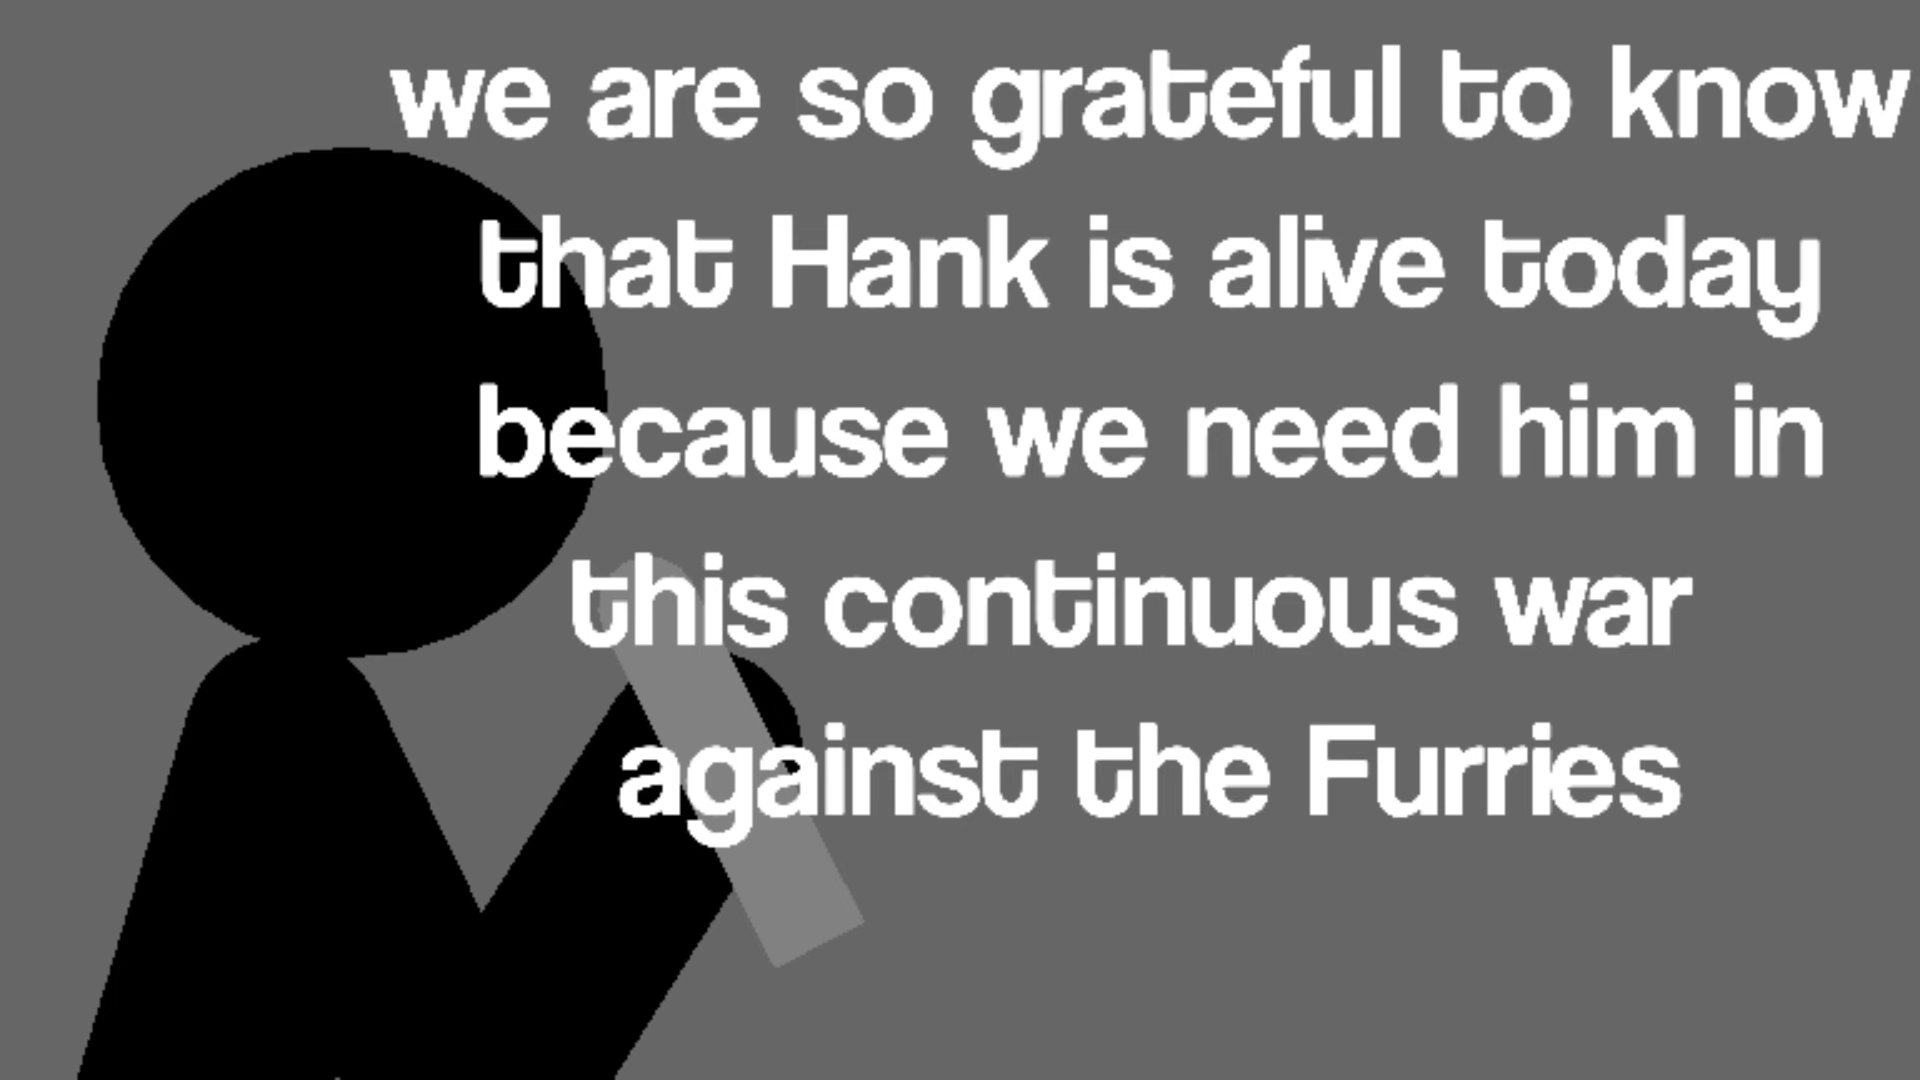 we are so grateful to know
that Hank is alive today
because we need him in
this continuous war
against the Furries